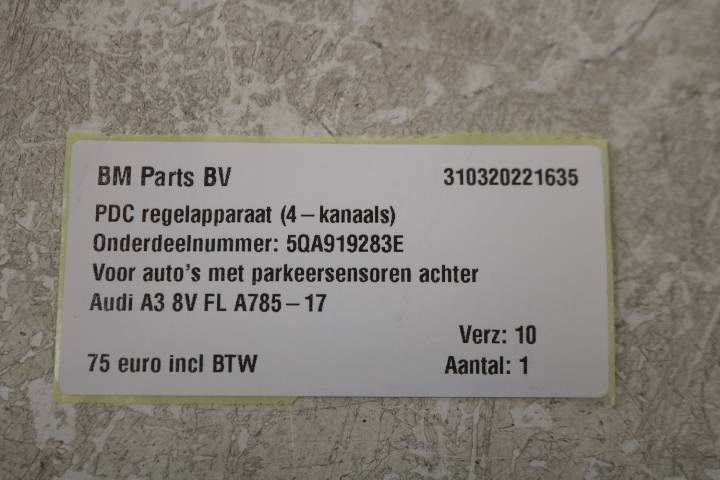 BM Parts BV 310320221635
PDC regelapparaat (4-kanaals)
Onderdeelnummer: 5QA919283E
Voor auto's met parkeersensoren achter
Audi A3 8V FL A785-17
Verz: 10
75 euro incl BTW Aantal: 1